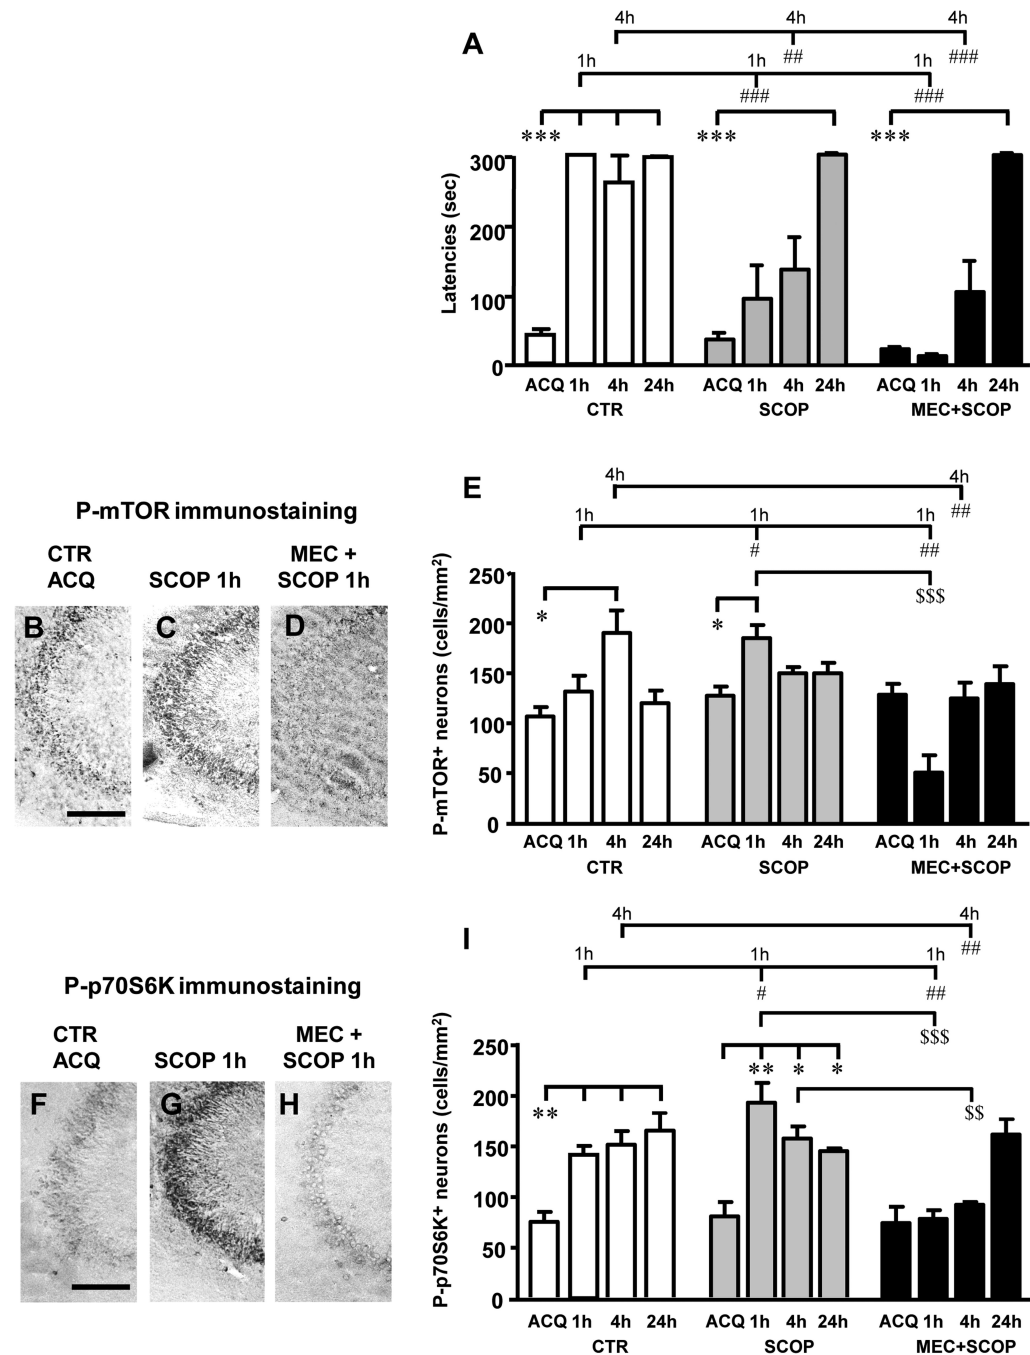 A
4h 4h 4h
## ###
1h 1h 1h
### ###
*** *** ***
300
200
100
0
Latencies (sec)
ACQ 1h 4h 24h ACQ 1h 4h 24h ACQ 1h 4h 24h
CTR SCOP MEC+SCOP
P-mTOR immunostaining
CTR
ACQ
SCOP 1h
MEC +
SCOP 1h
B C D
E
4h 4h
##
1h 1h 1h
# ##
$$$
* *
250
200
150
100
50
0
P-mTOR+ neurons (cells/mm2)
ACQ 1h 4h 24h ACQ 1h 4h 24h ACQ 1h 4h 24h
CTR SCOP MEC+SCOP
P-p70S6K immunostaining
CTR
ACQ
SCOP 1h
MEC +
SCOP 1h
F G H
I
4h 4h
##
1h 1h 1h
# ##
$$$
** ** * *
$$
250
200
150
100
50
0
P-p70S6K+ neurons (cells/mm2)
ACQ 1h 4h 24h ACQ 1h 4h 24h ACQ 1h 4h 24h
CTR SCOP MEC+SCOP